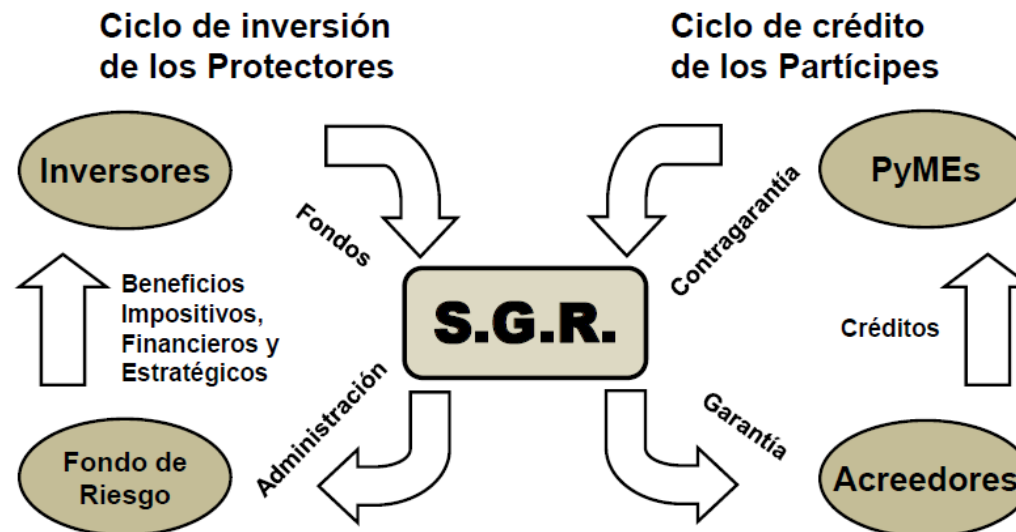 Ciclo de inversión
de los Protectores
Ciclo de crédito
de los Partícipes
Inversores
PyMEs
Fondos
Contragarantía
Beneficios
Impositivos,
Financieros y
Estratégicos
S.G.R.
Créditos
Administración
Garantía
Fondo de
Riesgo
Acreedores